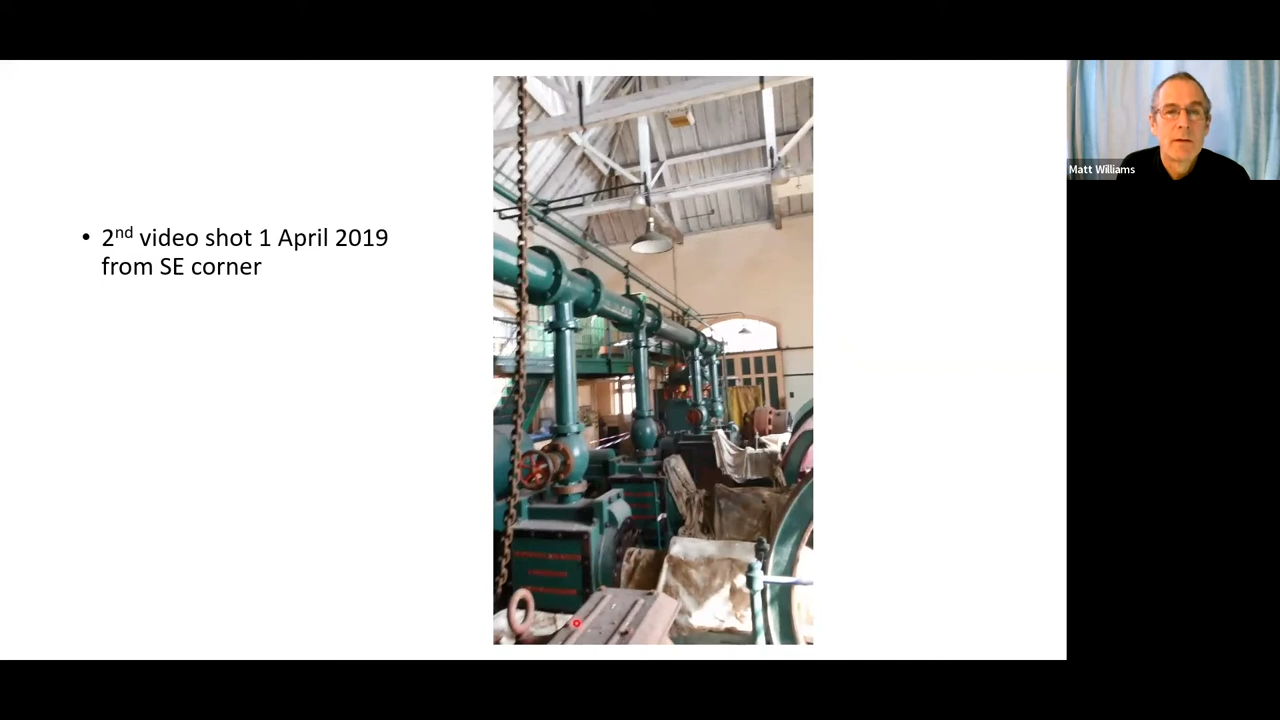 • 2nd video shot 1 April 2019
from SE corner
Matt Williams